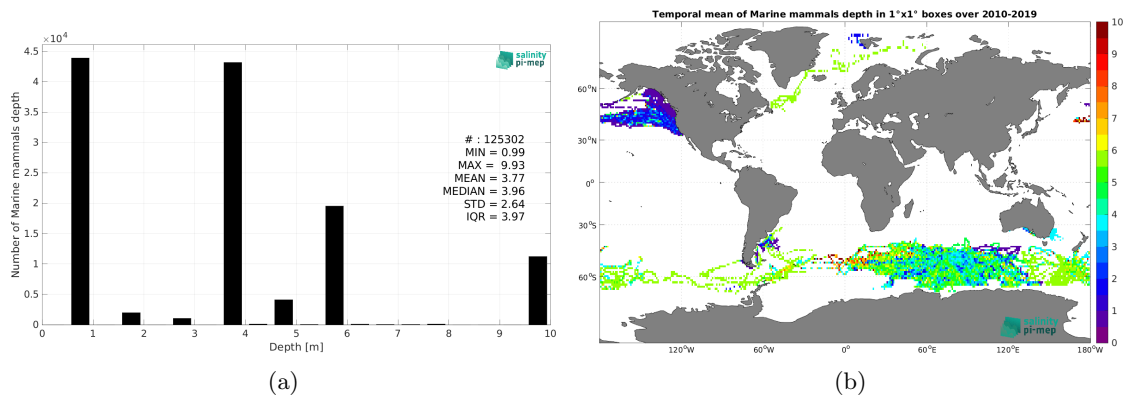 ×10⁴
4.5
4
3.5
3
2.5
2
1.5
1
0.5
0
Number of Marine mammals depth
salinity
pi-mep
# : 125302
MIN = 0.99
MAX = 9.93
MEAN = 3.77
MEDIAN = 3.96
STD = 2.64
IQR = 3.97
0 1 2 3 4 5 6 7 8 9 10
Depth [m]
(a)
Temporal mean of Marine mammals depth in 1°x1° boxes over 2010-2019
60°N
30°N
0°
30°S
60°S
120°W 60°W 0° 60°E 120°E 180°W
salinity
pi-mep
10
9
8
7
6
5
4
3
2
1
0
(b)